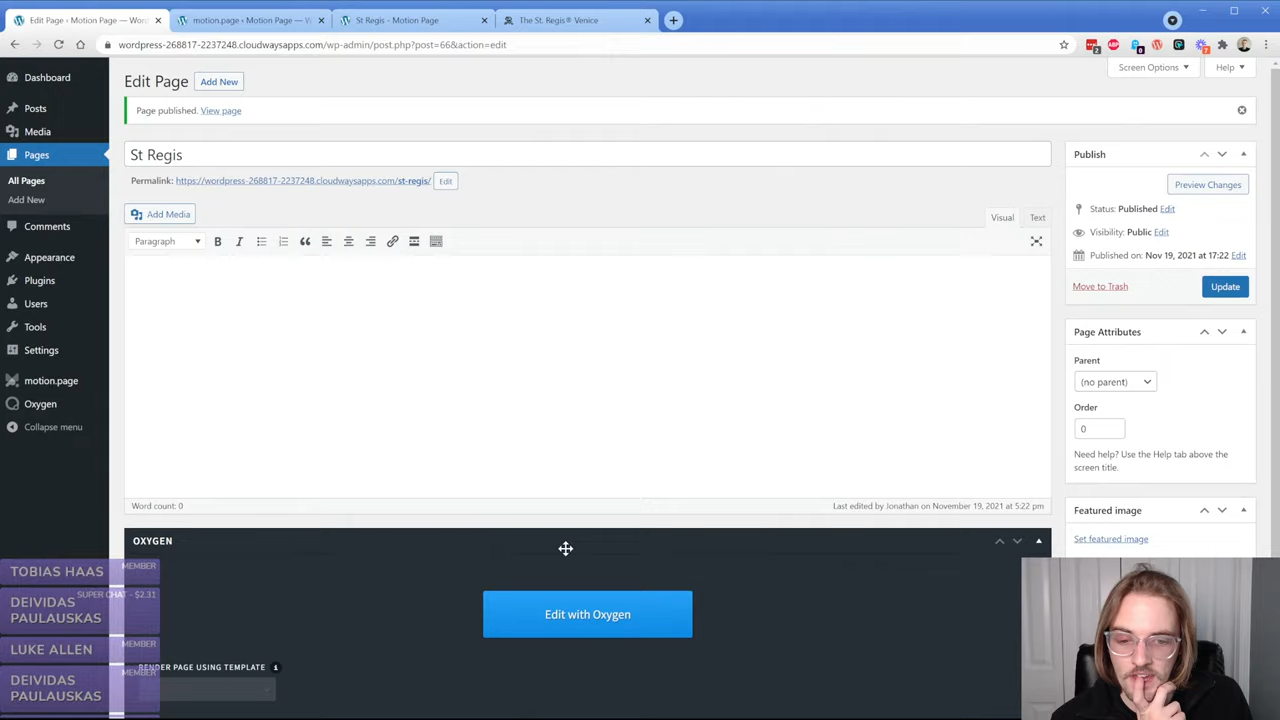 Edit Page ‹ Motion Page — Wor
motion.page ‹ Motion Page — W
St Regis - Motion Page
The St. Regis® Venice
wordpress-268817-2237248.cloudwaysapps.com/wp-admin/post.php?post=66&action=edit
Screen Options
Help
Dashboard
Posts
Media
Pages
All Pages
Add New
Comments
Appearance
Plugins
Users
Tools
Settings
motion.page
Oxygen
Collapse menu
Edit Page
Add New
Page published. View page
St Regis
Permalink: https://wordpress-268817-2237248.cloudwaysapps.com/st-regis/
Edit
Add Media
Visual
Text
Paragraph
Word count: 0
Last edited by Jonathan on November 19, 2021 at 5:22 pm
OXYGEN
Edit with Oxygen
RENDER PAGE USING TEMPLATE
Publish
Preview Changes
Status: Published Edit
Visibility: Public Edit
Published on: Nov 19, 2021 at 17:22 Edit
Move to Trash
Update
Page Attributes
Parent
(no parent)
Order
0
Need help? Use the Help tab above the
screen title.
Featured image
Set featured image
TOBIAS HAAS
MEMBER
SUPER CHAT - $2.31
DEIVIDAS
PAULAUSKAS
LUKE ALLEN
MEMBER
DEIVIDAS
PAULAUSKAS
MEMBER